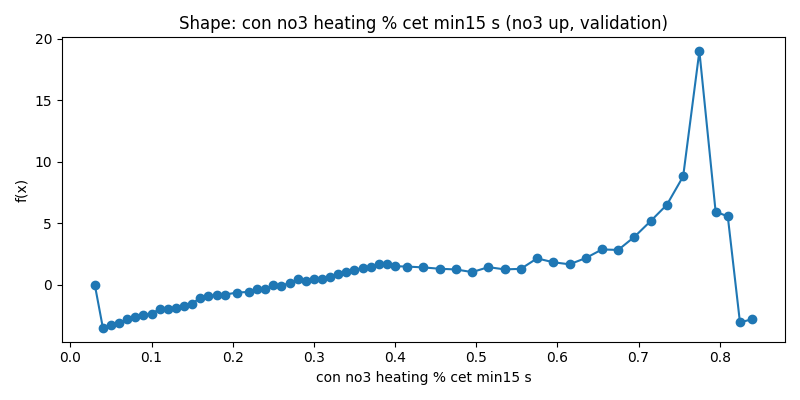 Shape: con no3 heating % cet min15 s (no3 up, validation)
20
15
10
5
0
f(x)
0.0 0.1 0.2 0.3 0.4 0.5 0.6 0.7 0.8
con no3 heating % cet min15 s